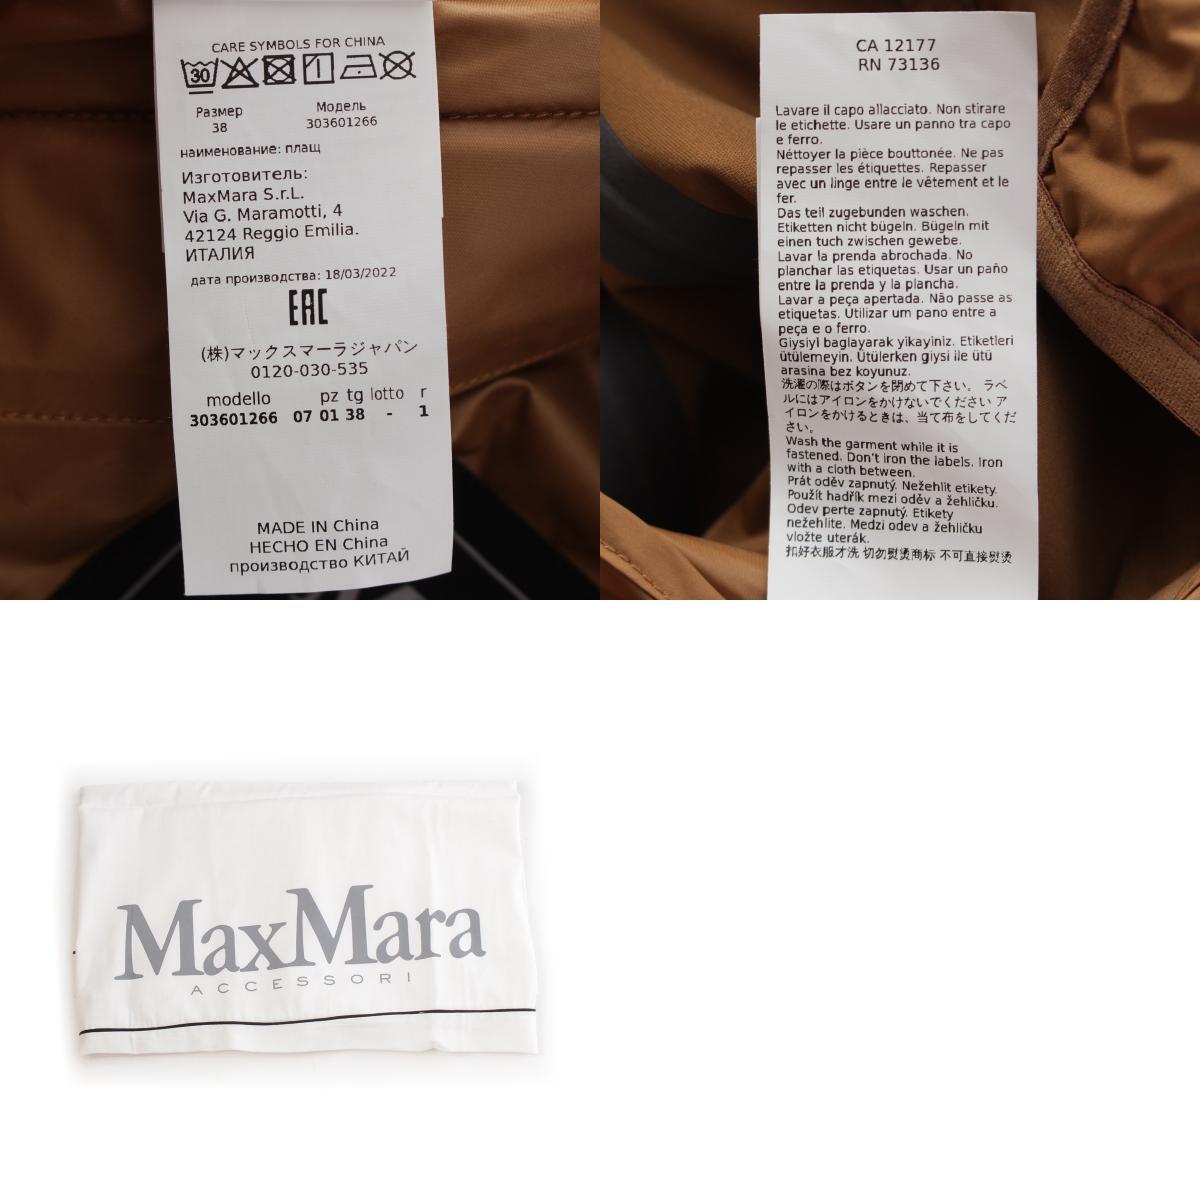 CARE SYMBOLS FOR CHINA
30
Размер
38
Модель
303601266
наименование: плащ
Изготовитель:
MaxMara S.r.L.
Via G. Maramotti, 4
42124 Reggio Emilia.
ИТАЛИЯ
дата производства: 18/03/2022
EAC
(株)マックスマーラジャパン
0120-030-535
modello pz tg lotto r
303601266 07 01 38 - 1
MADE IN China
HECHO EN China
производство КИТАЙ
CA 12177
RN 73136
Lavare il capo allacciato. Non stirare
le etichette. Usare un panno tra capo
e ferro.
Néttoyer la pièce bouttonée. Ne pas
repasser les étiquettes. Repasser
avec un linge entre le vêtement et le
fer.
Das teil zugebunden waschen.
Etiketten nicht bügeln. Bügeln mit
einen tuch zwischen gewebe.
Lavar la prenda abrochada. No
planchar las etiquetas. Usar un paño
entre la prenda y la plancha.
Lavar a peça apertada. Não passe as
etiquetas. Utilizar um pano entre a
peça e o ferro.
Giysiyi baglayarak yikayiniz. Etiketleri
ütülemeyin. Ütülerken giysi ile ütü
arasina bez koyunuz.
洗濯の際はボタンを閉めて下さい。 ラベ
ルにはアイロンをかけないでください ア
イロンをかけるときは、当て布をしてくだ
さい。
Wash the garment while it is
fastened. Don't iron the labels. Iron
with a cloth between.
Prát oděv zapnutý. Nežehlit etikety.
Použít hadřík mezi oděv a žehličku.
Odev perte zapnutý. Etikety
nežehlite. Medzi odev a žehličku
vložte uterák.
扣好衣服才洗 切勿熨烫商标 不可直接熨烫
MaxMara
ACCESSORI